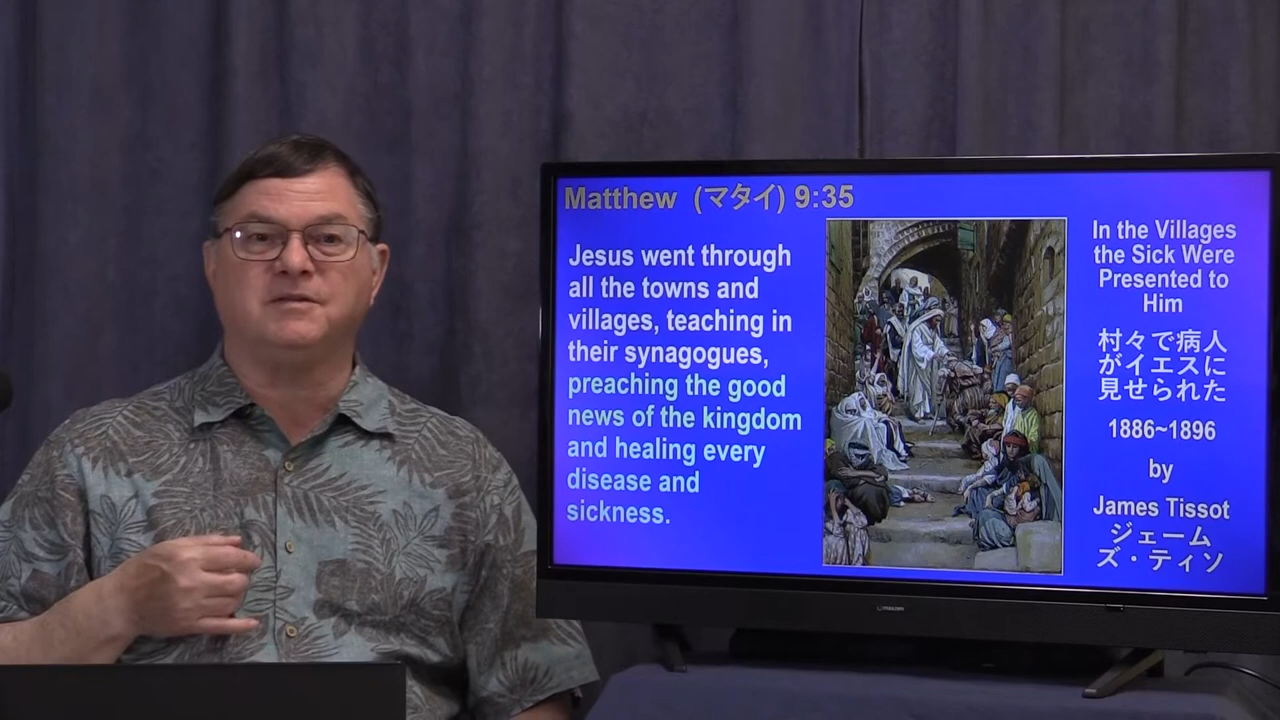 Matthew (マタイ) 9:35
Jesus went through
all the towns and
villages, teaching in
their synagogues,
preaching the good
news of the kingdom
and healing every
disease and
sickness.
In the Villages
the Sick Were
Presented to
Him
村々で病人
がイエスに
見せられた
1886~1896
by
James Tissot
ジェーム
ズ・ティソ